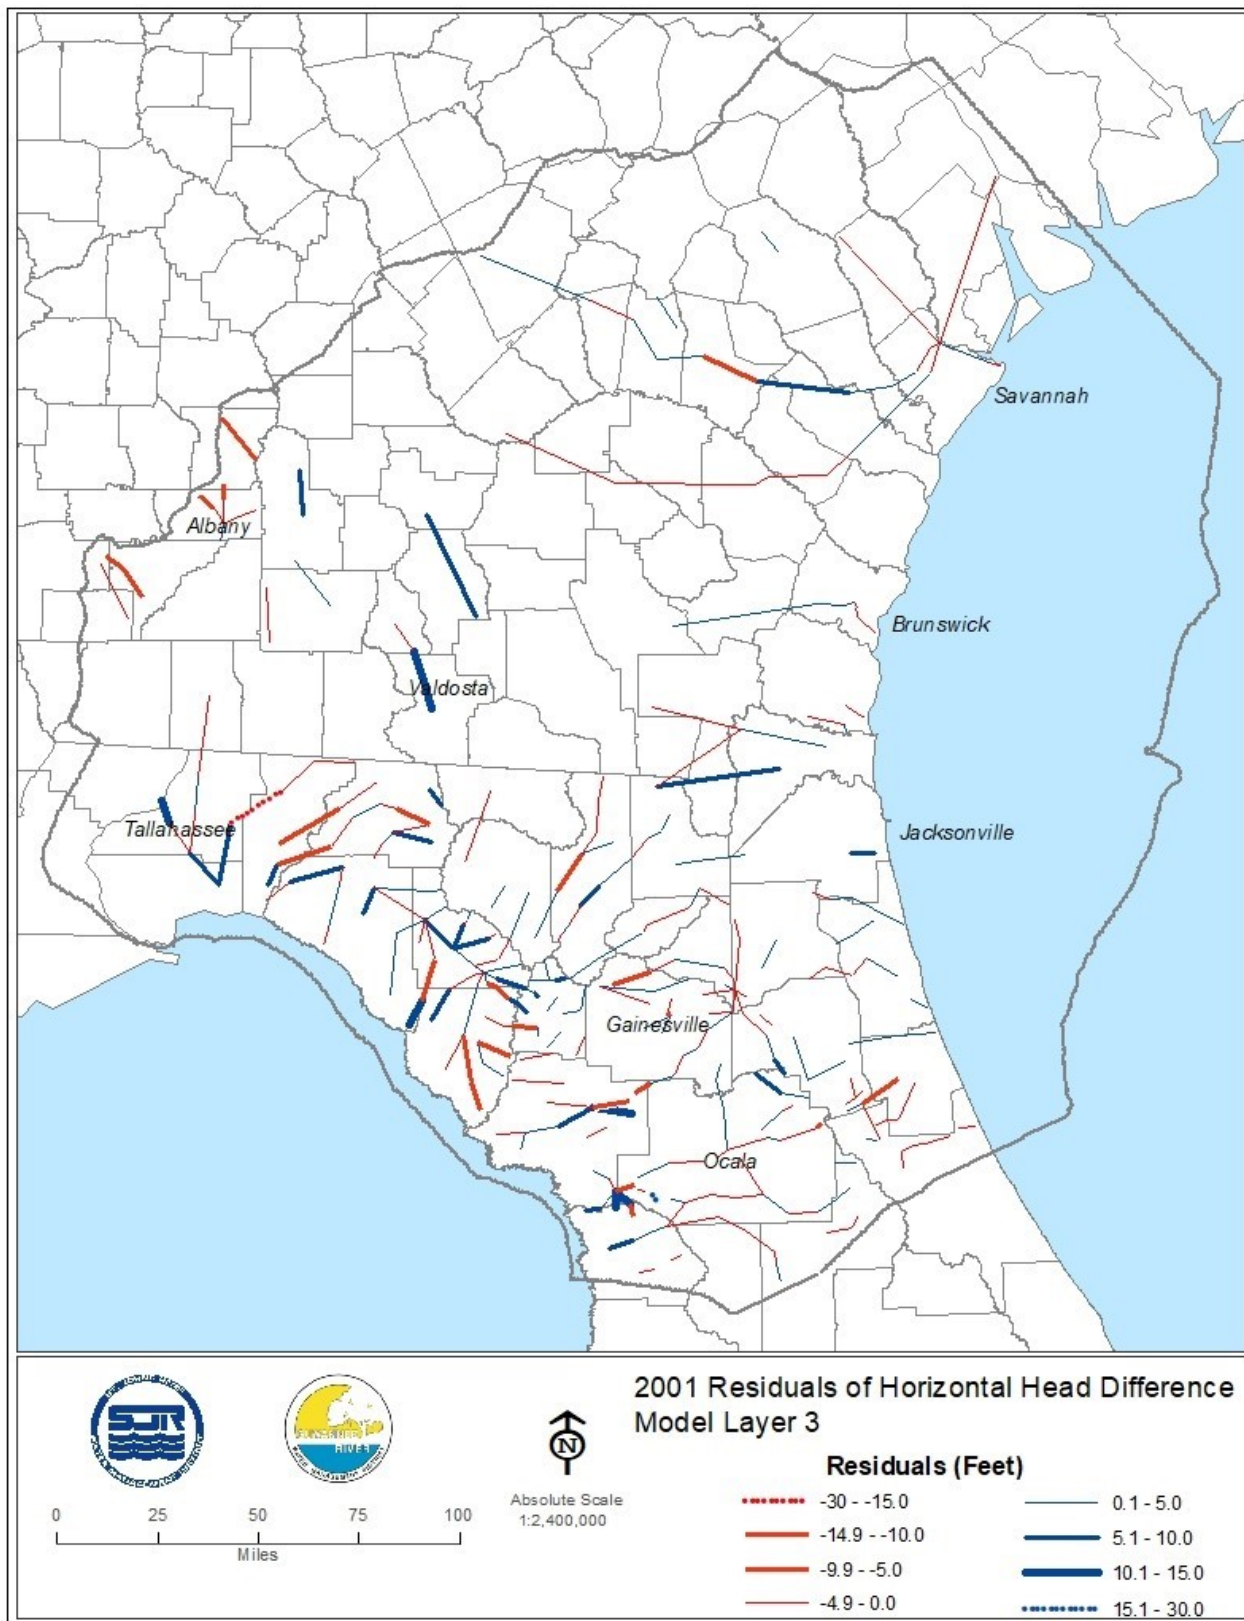 Savannah
Albany
Brunswick
Valdosta
Tallahassee
Jacksonville
Gainesville
Ocala
2001 Residuals of Horizontal Head Difference
Model Layer 3
SJR
RIVER
N
Absolute Scale
1:2,400,000
0 25 50 75 100
Miles
Residuals (Feet)
-30 - -15.0
-14.9 - -10.0
-9.9 - -5.0
-4.9 - 0.0
0.1 - 5.0
5.1 - 10.0
10.1 - 15.0
15.1 - 30.0